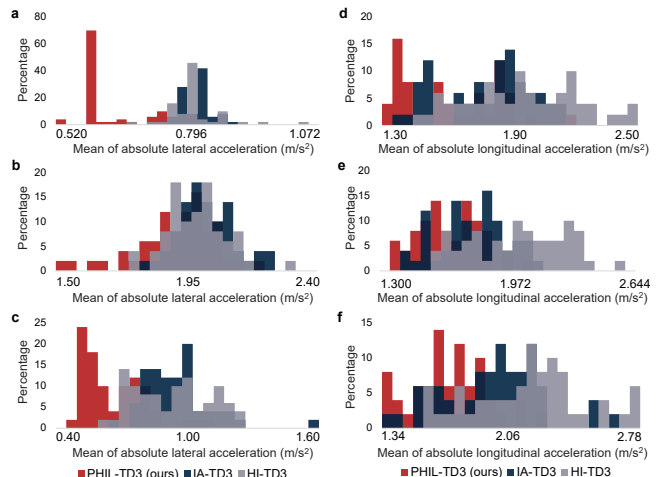 a
80
60
40
20
0
Percentage
0.520 0.796 1.072
Mean of absolute lateral acceleration (m/s²)
b
20
15
10
5
0
Percentage
1.50 1.95 2.40
Mean of absolute lateral acceleration (m/s²)
c
25
20
15
10
5
0
Percentage
0.40 1.00 1.60
Mean of absolute lateral acceleration (m/s²)
PHIL-TD3 (ours) IA-TD3 HI-TD3
d
20
15
10
5
0
Percentage
1.30 1.90 2.50
Mean of absolute longitudinal acceleration (m/s²)
e
20
15
10
5
0
Percentage
1.300 1.972 2.644
Mean of absolute longitudinal acceleration (m/s²)
f
15
10
5
0
Percentage
1.34 2.06 2.78
Mean of absolute longitudinal acceleration (m/s²)
PHIL-TD3 (ours) IA-TD3 HI-TD3